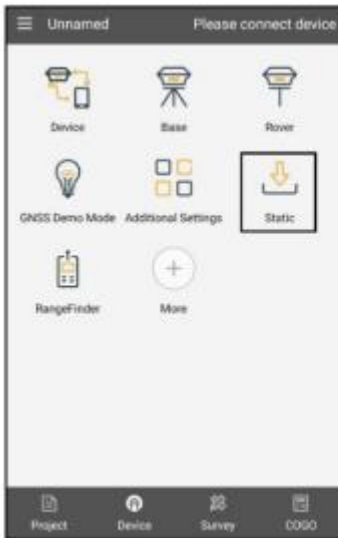 Unnamed Please connect device
Device Base Rover
GNSS Demo Mode Additional Settings Static
RangeFinder More
Project Device Survey COGO